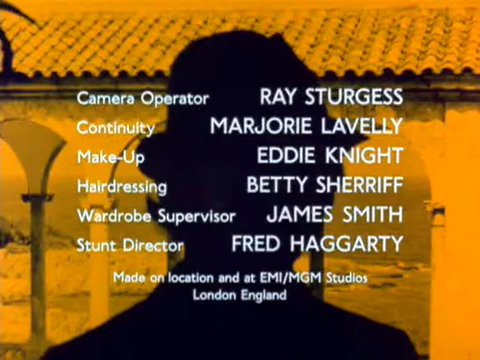 Camera Operator RAY STURGESS
Continuity MARJORIE LAVELLY
Make-Up EDDIE KNIGHT
Hairdressing BETTY SHERRIFF
Wardrobe Supervisor JAMES SMITH
Stunt Director FRED HAGGARTY
Made on location and at EMI/MGM Studios
London England